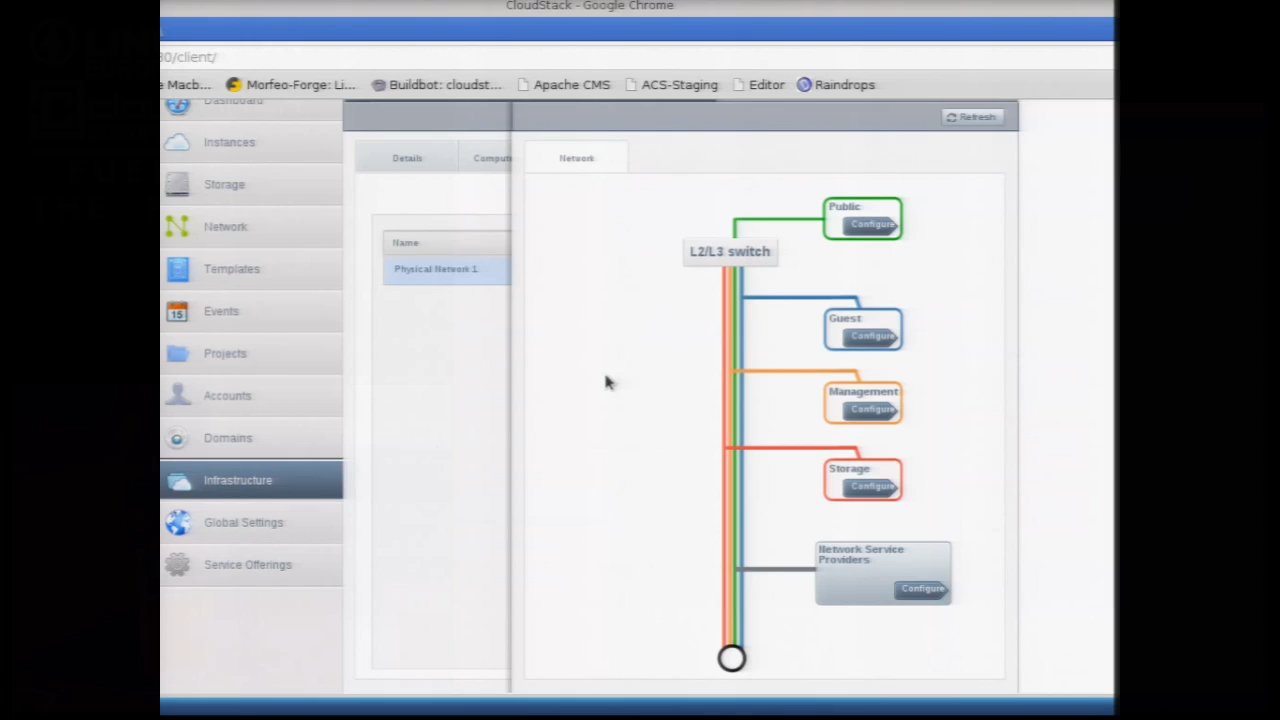 CloudStack - Google Chrome
30/client/
e Macb... Morfeo-Forge: Li... Buildbot: cloudst... Apache CMS ACS-Staging Editor Raindrops
Dashboard
Refresh
Instances
Details Comput Network
Storage
Public
Configure
Network
Name
L2/L3 switch
Templates
Physical Network 1
Events
Guest
Configure
Projects
Accounts
Management
Configure
Domains
Infrastructure
Storage
Configure
Global Settings
Service Offerings
Network Service
Providers
Configure